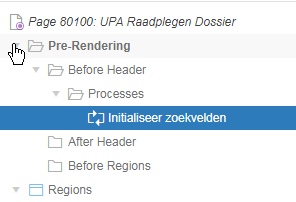 Page 80100: UPA Raadplegen Dossier
Pre-Rendering
Before Header
Processes
Initialiseer zoekvelden
After Header
Before Regions
Regions